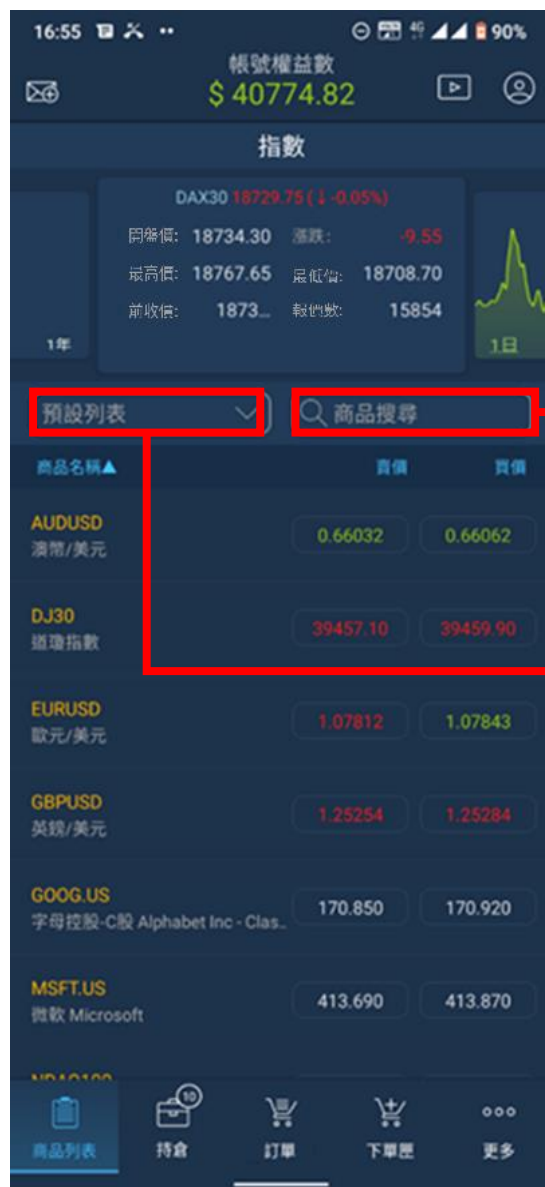 16:55 4G 90%
帳號權益數
$ 40774.82
指數
DAX30 18729.75 (↓-0.05%)
開盤價: 18734.30 漲跌: -9.55
最高價: 18767.65 最低價: 18708.70
前收價: 1873... 報價數: 15854
1年 1日
預設列表 商品搜尋
商品名稱▲ 賣價 買價
AUDUSD 0.66032 0.66062
澳幣/美元
DJ30 39457.10 39459.90
道瓊指數
EURUSD 1.07812 1.07843
歐元/美元
GBPUSD 1.25254 1.25284
英鎊/美元
GOOG.US 170.850 170.920
字母控股-C股 Alphabet Inc - Clas..
MSFT.US 413.690 413.870
微軟 Microsoft
10
商品列表 持倉 訂單 下單匣 更多